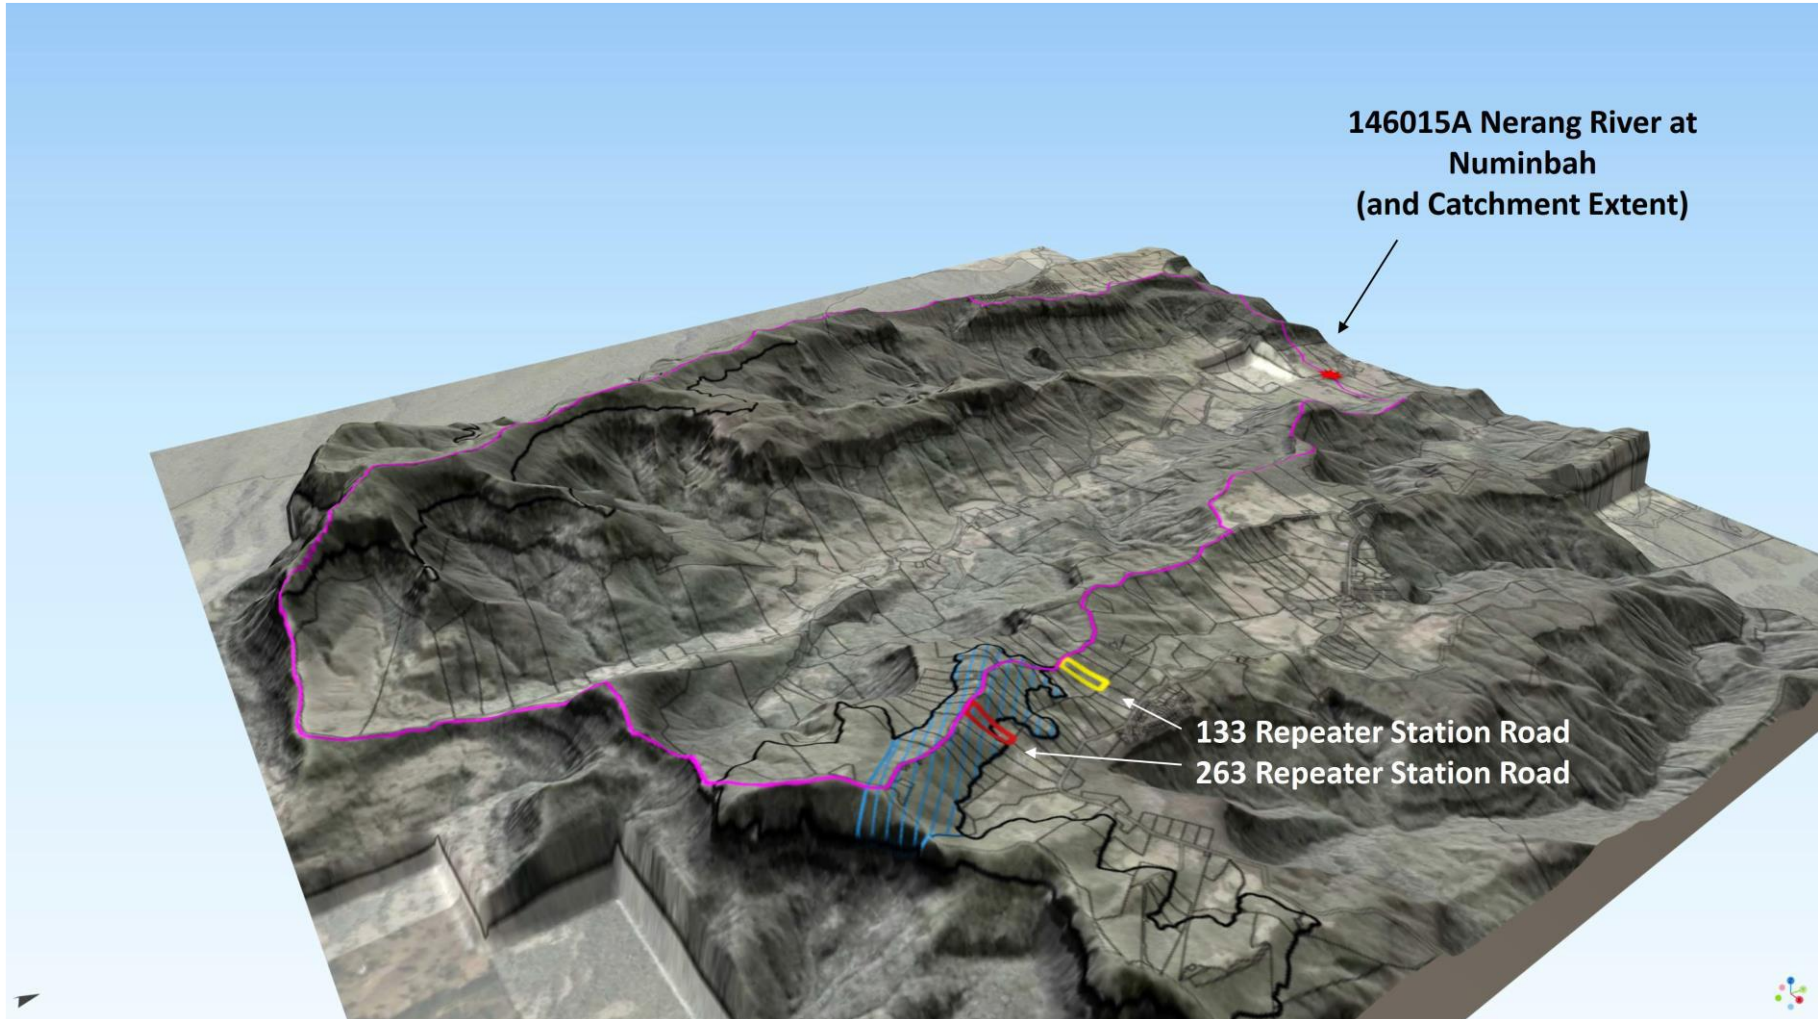 146015A Nerang River at
Numinbah
(and Catchment Extent)
133 Repeater Station Road
263 Repeater Station Road